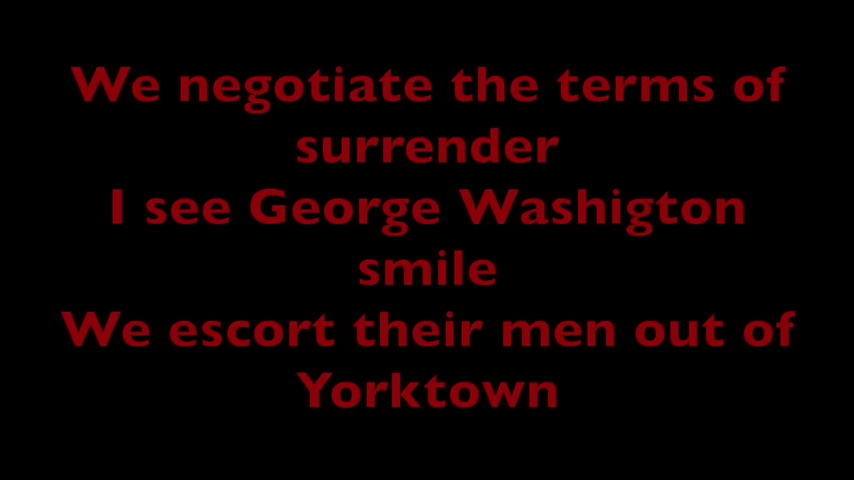 We negotiate the terms of
surrender
I see George Washigton
smile
We escort their men out of
Yorktown